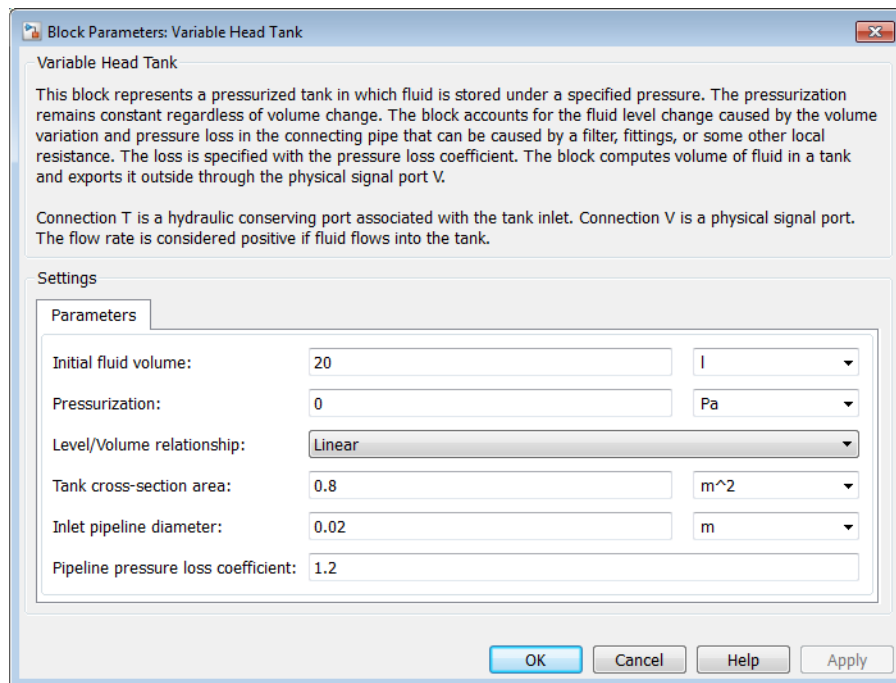 Block Parameters: Variable Head Tank
Variable Head Tank
This block represents a pressurized tank in which fluid is stored under a specified pressure. The pressurization
remains constant regardless of volume change. The block accounts for the fluid level change caused by the volume
variation and pressure loss in the connecting pipe that can be caused by a filter, fittings, or some other local
resistance. The loss is specified with the pressure loss coefficient. The block computes volume of fluid in a tank
and exports it outside through the physical signal port V.
Connection T is a hydraulic conserving port associated with the tank inlet. Connection V is a physical signal port.
The flow rate is considered positive if fluid flows into the tank.
Settings
Parameters
Initial fluid volume: 20 l
Pressurization: 0 Pa
Level/Volume relationship: Linear
Tank cross-section area: 0.8 m^2
Inlet pipeline diameter: 0.02 m
Pipeline pressure loss coefficient: 1.2
OK Cancel Help Apply